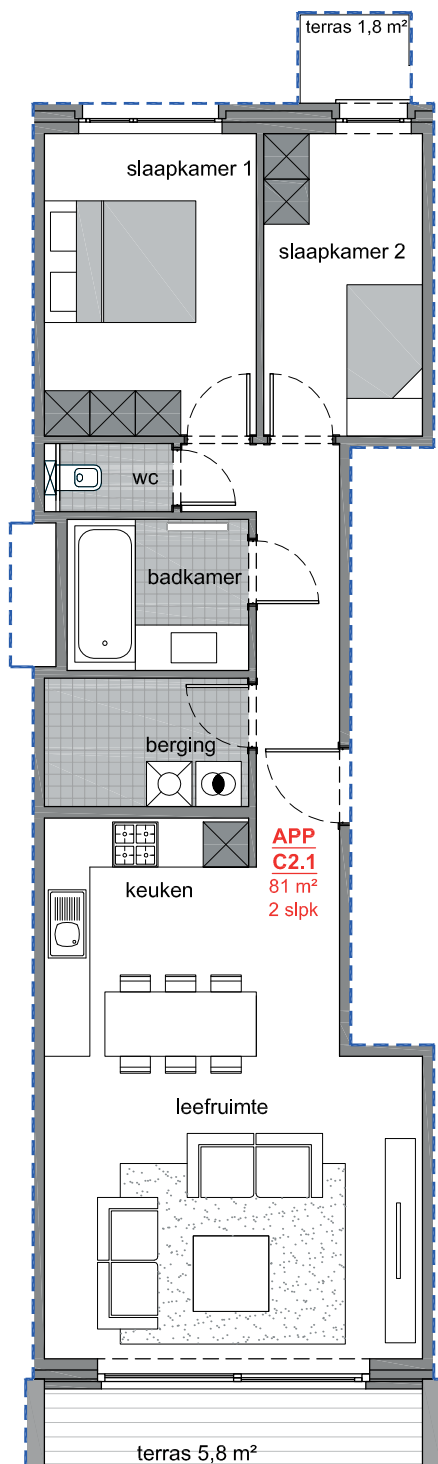 terras 1,8 m²
slaapkamer 1
slaapkamer 2
wc
badkamer
berging
APP
C2.1
81 m²
2 slpk
keuken
leefruimte
terras 5,8 m²